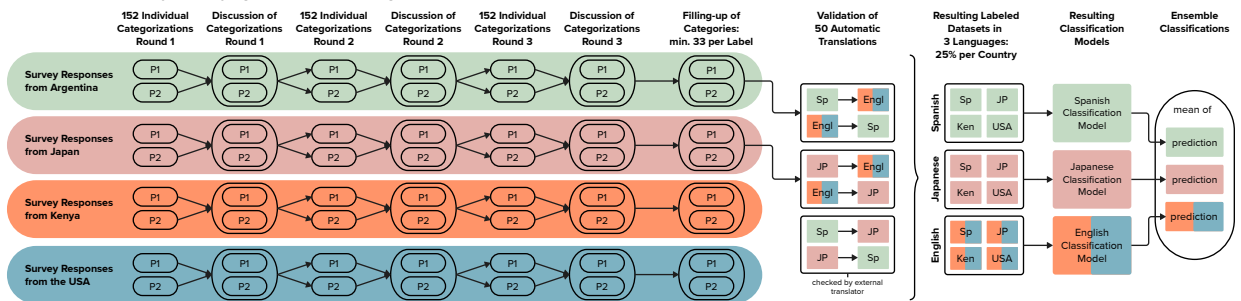 152 Individual
Categorizations
Round 1
Discussion of
Categorizations
Round 1
152 Individual
Categorizations
Round 2
Discussion of
Categorizations
Round 2
152 Individual
Categorizations
Round 3
Discussion of
Categorizations
Round 3
Filling-up of
Categories:
min. 33 per Label
Validation of
50 Automatic
Translations
Resulting Labeled
Datasets in
3 Languages:
25% per Country
Resulting
Classification
Models
Ensemble
Classifications
Survey Responses
from Argentina
P1 P1 P1 P1 P1 P1 P1
P2 P2 P2 P2 P2 P2 P2
Survey Responses
from Japan
P1 P1 P1 P1 P1 P1 P1
P2 P2 P2 P2 P2 P2 P2
Survey Responses
from Kenya
P1 P1 P1 P1 P1 P1 P1
P2 P2 P2 P2 P2 P2 P2
Survey Responses
from the USA
P1 P1 P1 P1 P1 P1 P1
P2 P2 P2 P2 P2 P2 P2
Sp Engl
Engl Sp
JP Engl
Engl JP
Sp JP
JP Sp
checked by external
translator
Spanish
Sp JP
Ken USA
Japanese
Sp JP
Ken USA
English
Sp JP
Ken USA
Spanish
Classification
Model
Japanese
Classification
Model
English
Classification
Model
mean of
prediction
prediction
prediction